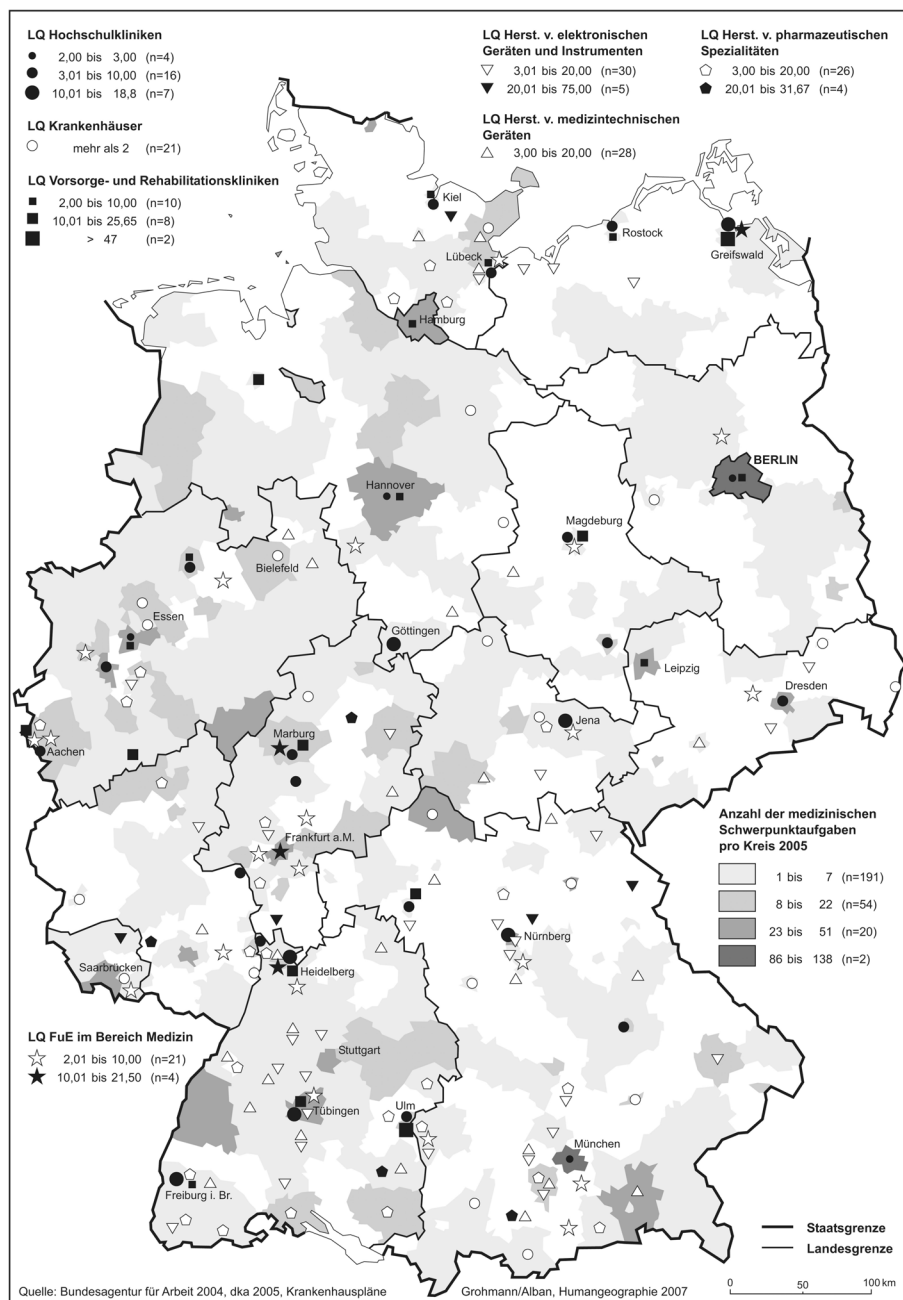 LQ Hochschulkliniken
2,00 bis 3,00 (n=4)
3,01 bis 10,00 (n=16)
10,01 bis 18,8 (n=7)
LQ Krankenhäuser
mehr als 2 (n=21)
LQ Vorsorge- und Rehabilitationskliniken
2,00 bis 10,00 (n=10)
10,01 bis 25,65 (n=8)
> 47 (n=2)
LQ Herst. v. elektronischen
Geräten und Instrumenten
3,01 bis 20,00 (n=30)
20,01 bis 75,00 (n=5)
LQ Herst. v. medizintechnischen
Geräten
3,00 bis 20,00 (n=28)
LQ Herst. v. pharmazeutischen
Spezialitäten
3,00 bis 20,00 (n=26)
20,01 bis 31,67 (n=4)
Kiel
Rostock
Greifswald
Lübeck
Hamburg
BERLIN
Hannover
Magdeburg
Bielefeld
Essen
Göttingen
Leipzig
Dresden
Jena
Marburg
Aachen
Frankfurt a.M.
Nürnberg
Saarbrücken
Heidelberg
Stuttgart
Tübingen
Ulm
München
Freiburg i. Br.
Anzahl der medizinischen
Schwerpunktaufgaben
pro Kreis 2005
1 bis 7 (n=191)
8 bis 22 (n=54)
23 bis 51 (n=20)
86 bis 138 (n=2)
LQ FuE im Bereich Medizin
2,01 bis 10,00 (n=21)
10,01 bis 21,50 (n=4)
Staatsgrenze
Landesgrenze
0 50 100 km
Quelle: Bundesagentur für Arbeit 2004, dka 2005, Krankenhauspläne
Grohmann/Alban, Humangeographie 2007